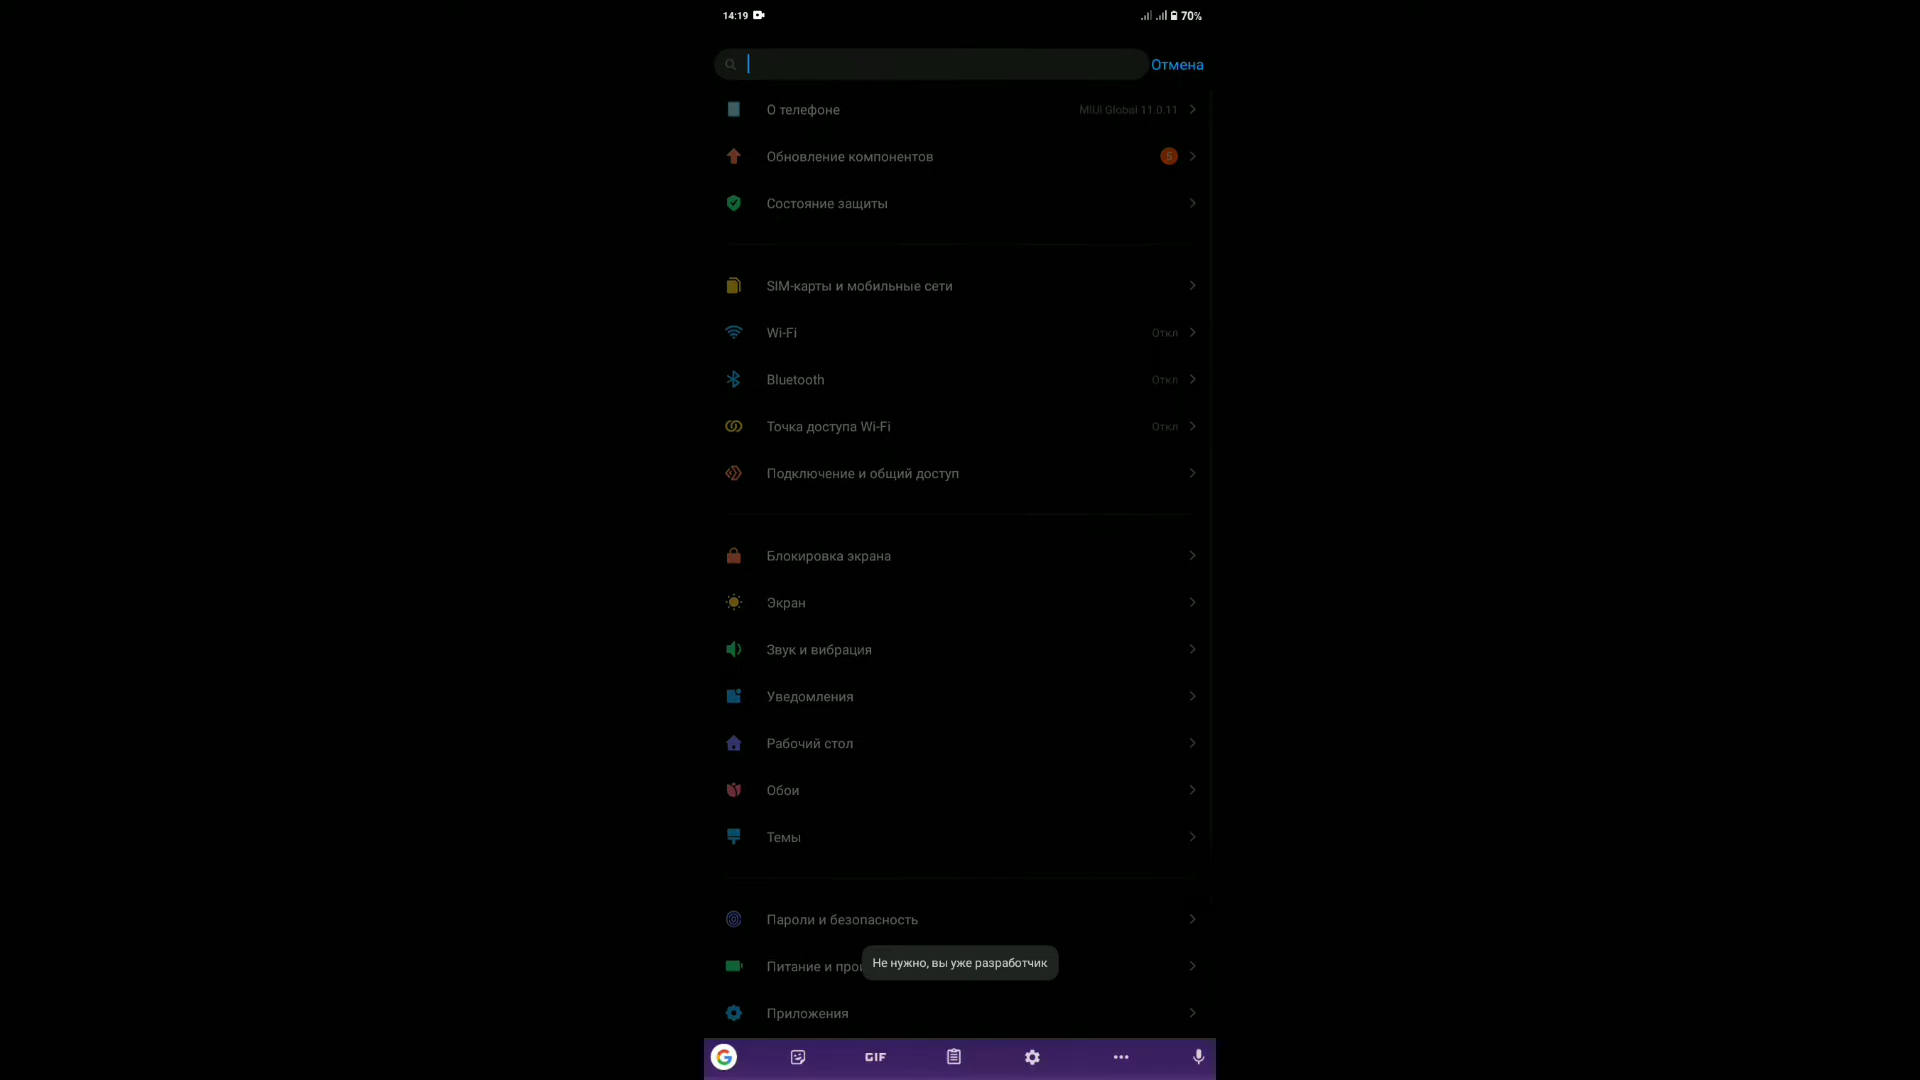 14:19 70%
Отмена
О телефоне MIUI Global 11.0.11
Обновление компонентов 5
Состояние защиты
SIM-карты и мобильные сети
Wi-Fi Откл
Bluetooth Откл
Точка доступа Wi-Fi Откл
Подключение и общий доступ
Блокировка экрана
Экран
Звук и вибрация
Уведомления
Рабочий стол
Обои
Темы
Пароли и безопасность
Питание и прои
Не нужно, вы уже разработчик
Приложения
GIF